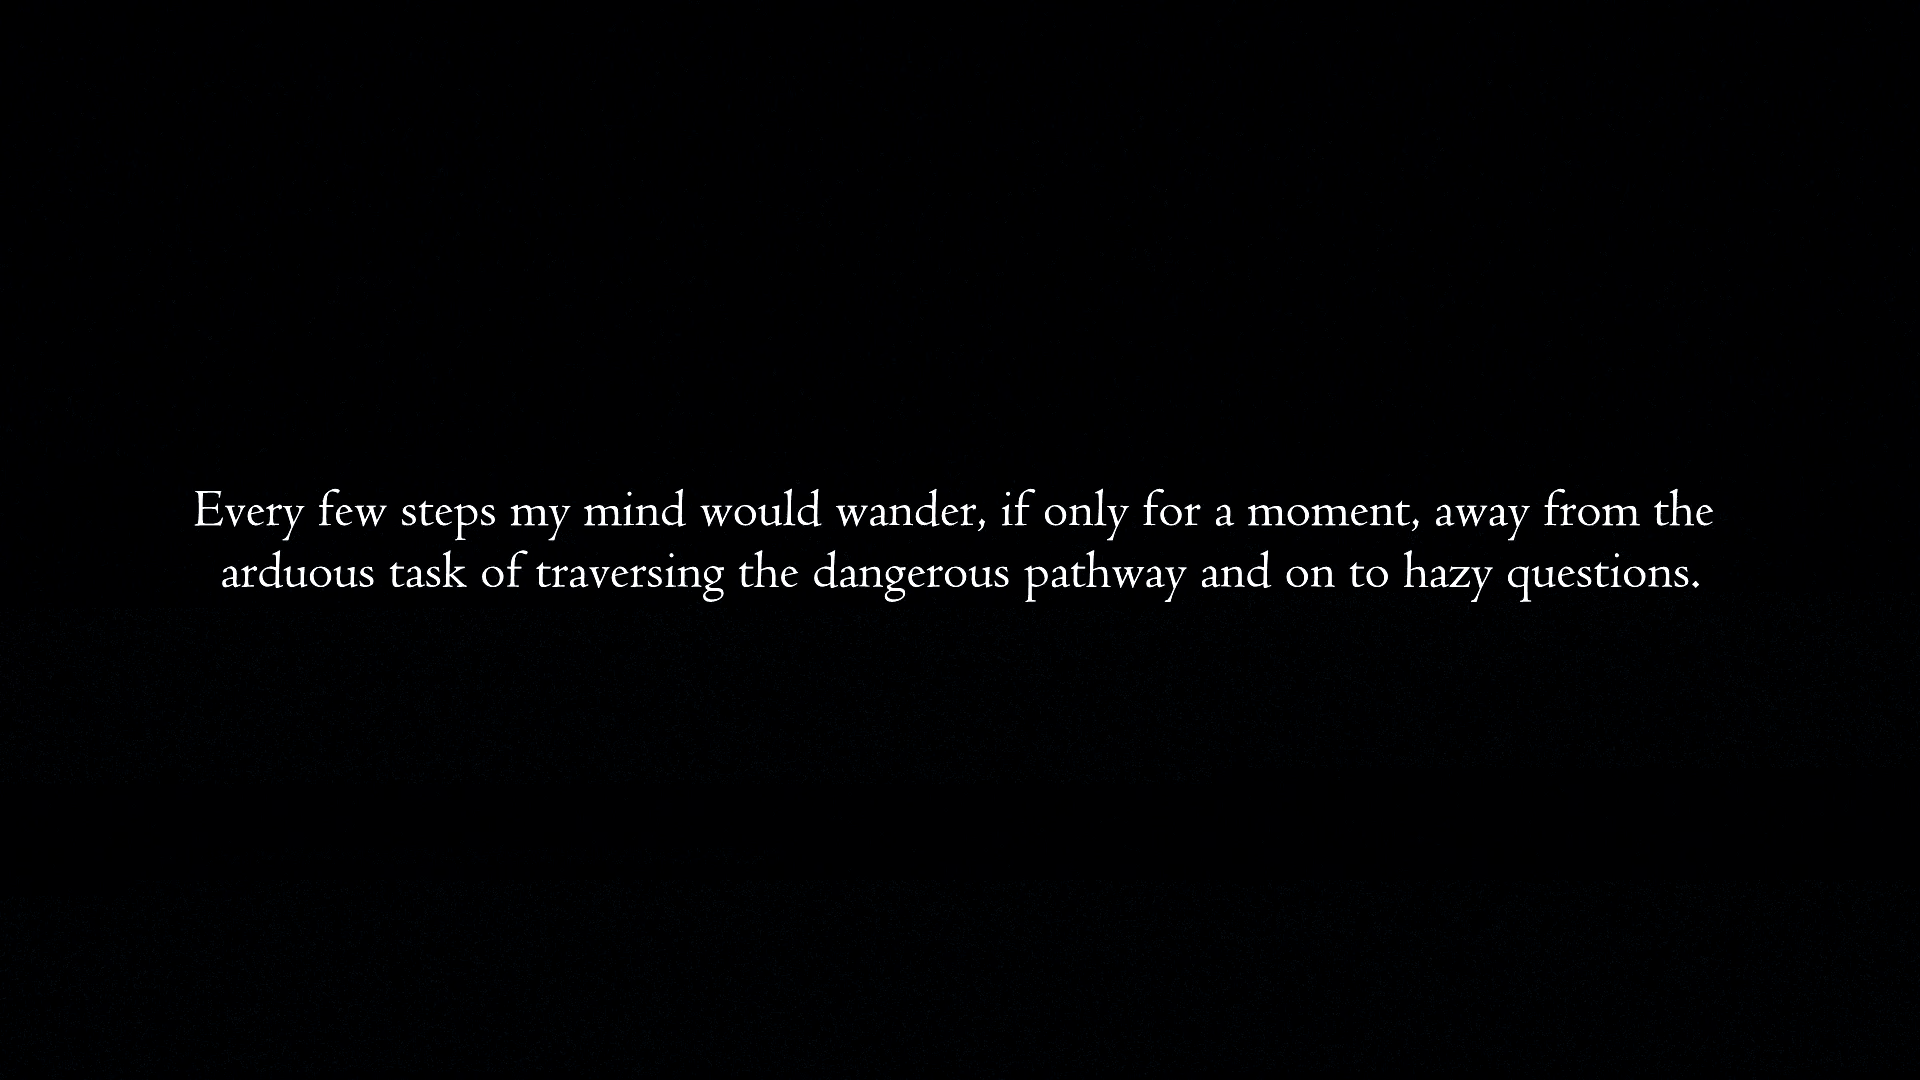 Every few steps my mind would wander, if only for a moment, away from the
arduous task of traversing the dangerous pathway and on to hazy questions.